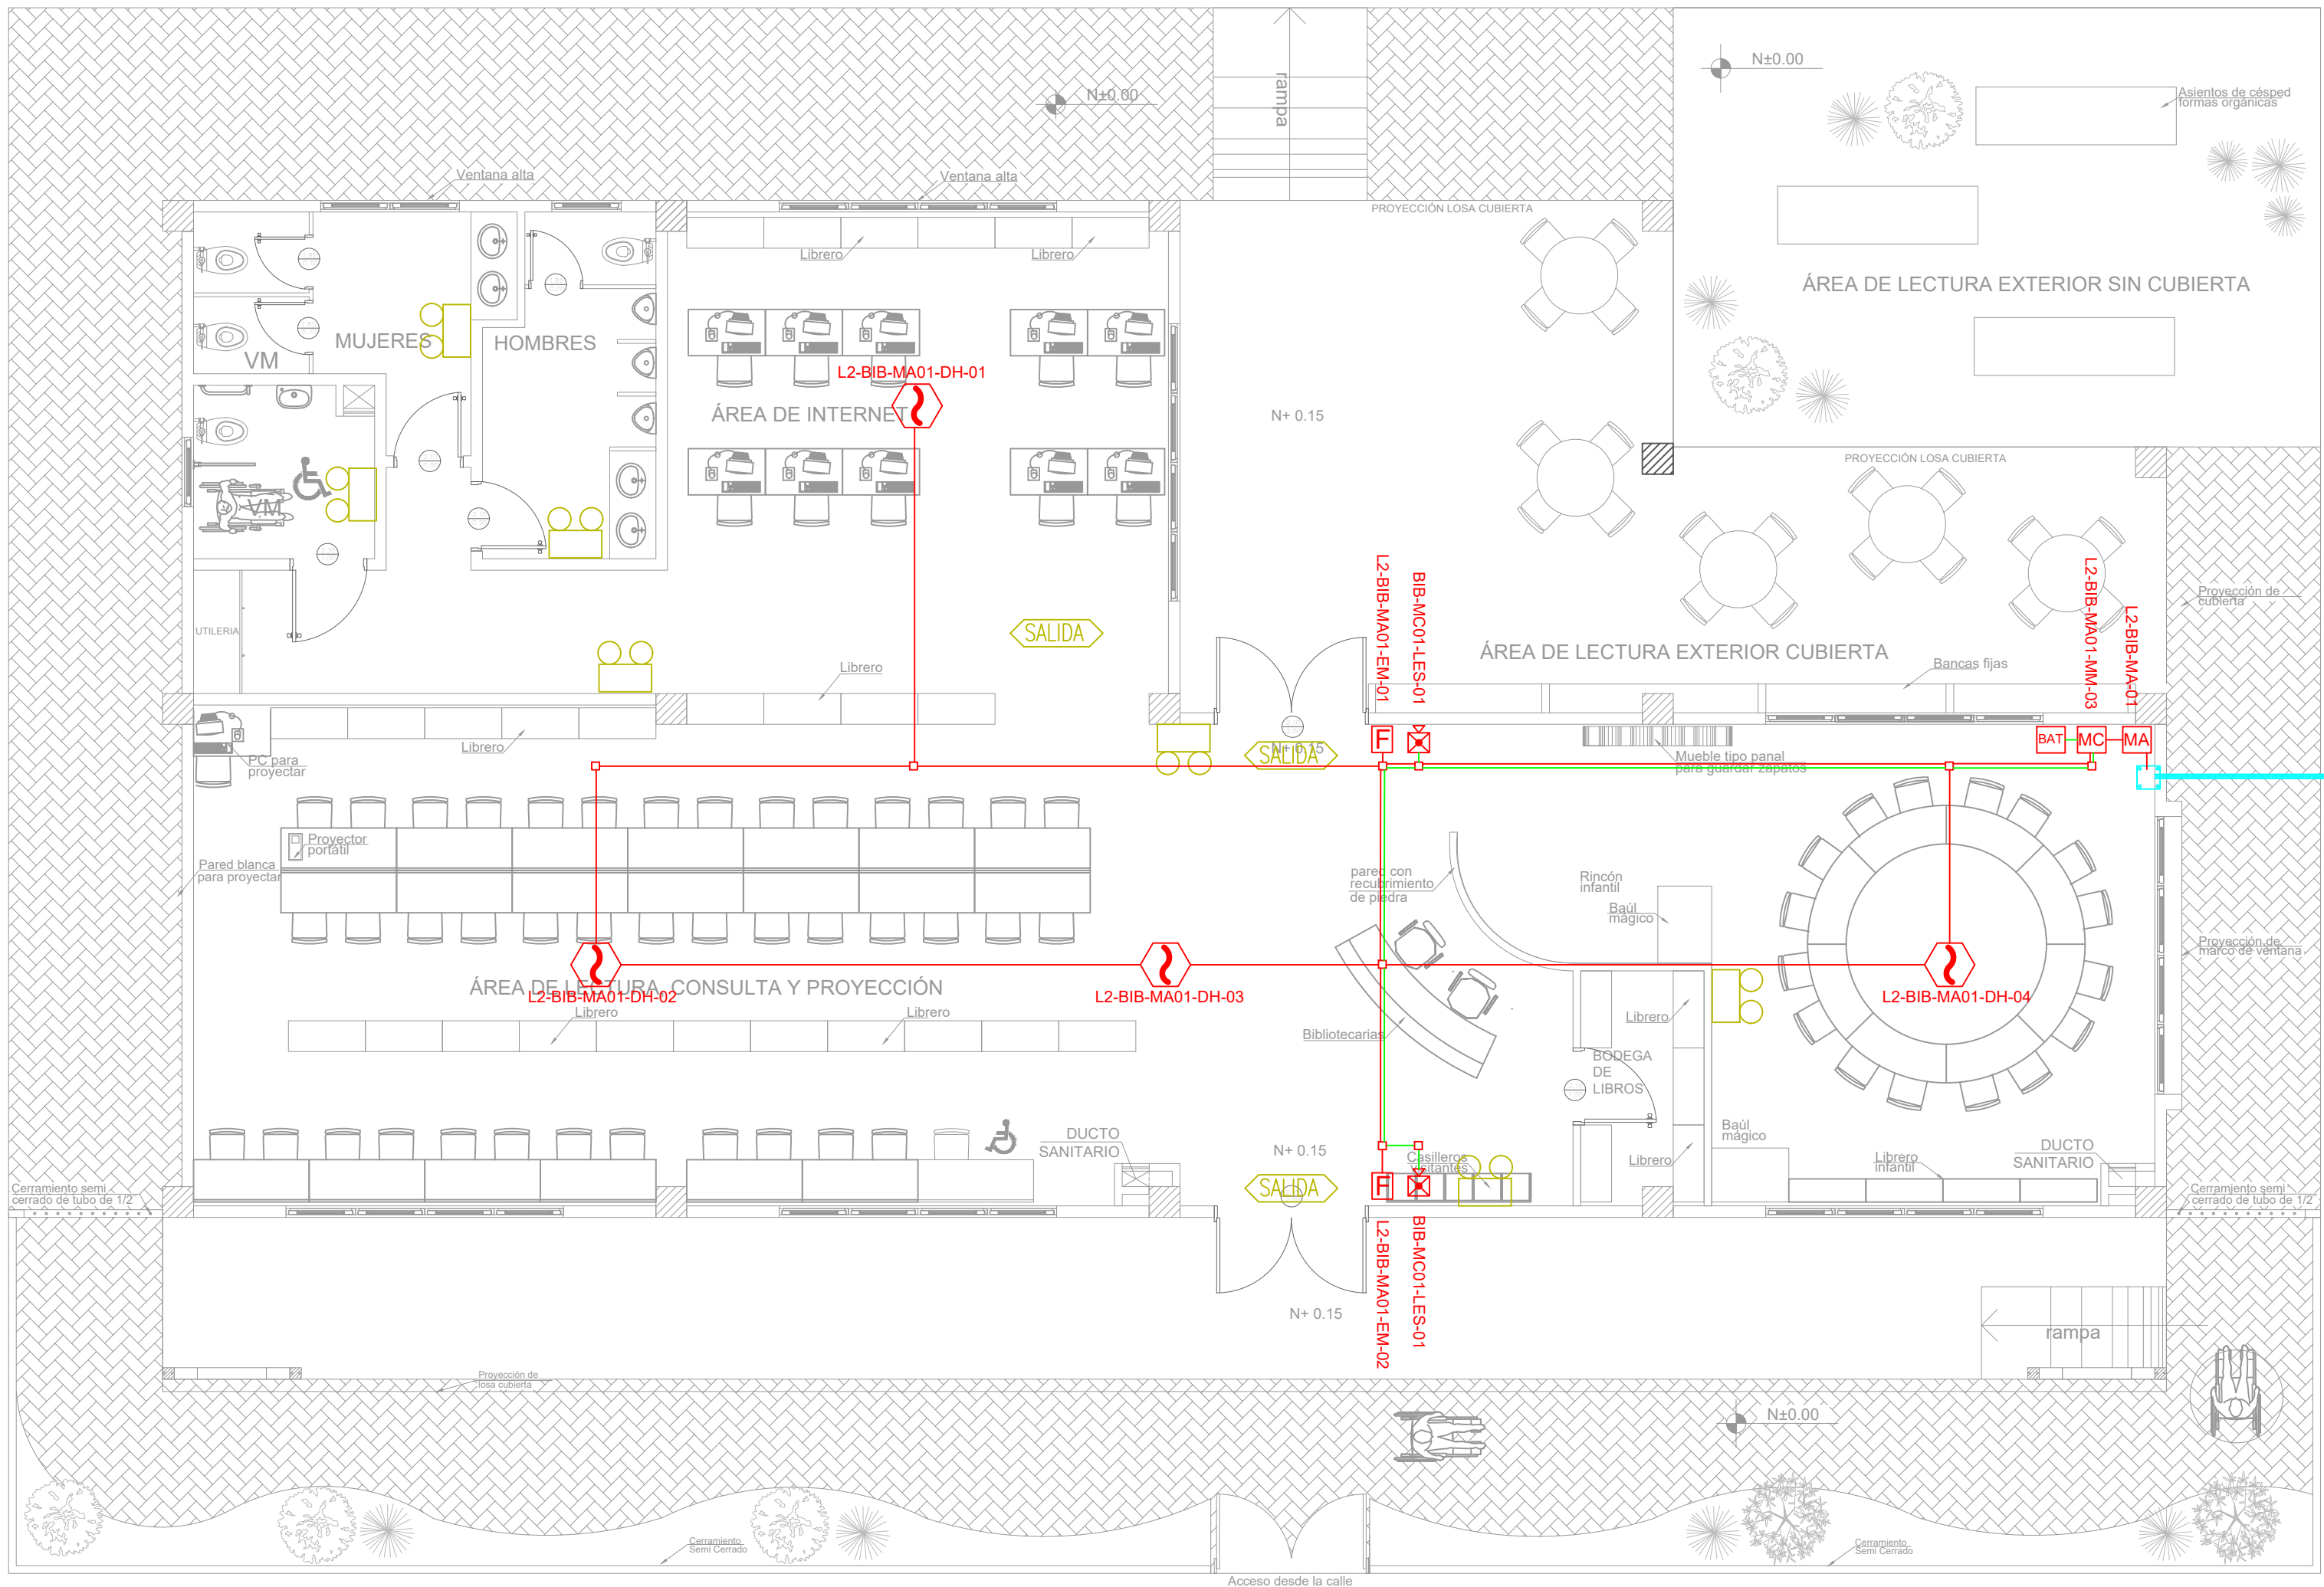 N±0.00
rampa
N±0.00
Asientos de césped
formas orgánicas
Ventana alta
Ventana alta
PROYECCIÓN LOSA CUBIERTA
Librero
Librero
ÁREA DE LECTURA EXTERIOR SIN CUBIERTA
MUJERES
HOMBRES
VM
L2-BIB-MA01-DH-01
ÁREA DE INTERNET
N+ 0.15
PROYECCIÓN LOSA CUBIERTA
VM
L2-BIB-MA01-EM-01
BIB-MC01-LES-01
L2-BIB-MA01-MM-03
L2-BIB-MA-01
Proyección de
cubierta
UTILERIA
SALIDA
ÁREA DE LECTURA EXTERIOR CUBIERTA
Librero
Bancas fijas
Librero
PC para
proyectar
SALIDA
N+ 0.15
F
Mueble tipo panal
para guardar zapatos
BAT
MC
MA
Proyector
portátil
Pared blanca
para proyectar
pared con
recubrimiento
de piedra
Rincón
infantil
Baúl
mágico
Proyección de
marco de ventana
ÁREA DE LECTURA, CONSULTA Y PROYECCIÓN
L2-BIB-MA01-DH-02
L2-BIB-MA01-DH-03
L2-BIB-MA01-DH-04
Librero
Librero
Librero
Bibliotecarias
BODEGA
DE
LIBROS
Baúl
mágico
DUCTO
SANITARIO
N+ 0.15
Casilleros
visitantes
Librero
Librero
infantil
DUCTO
SANITARIO
Cerramiento semi
cerrado de tubo de 1/2
SALIDA
F
Cerramiento semi
cerrado de tubo de 1/2
L2-BIB-MA01-EM-02
BIB-MC01-LES-01
N+ 0.15
rampa
Proyección de
losa cubierta
N±0.00
Cerramiento
Semi Cerrado
Cerramiento
Semi Cerrado
Acceso desde la calle